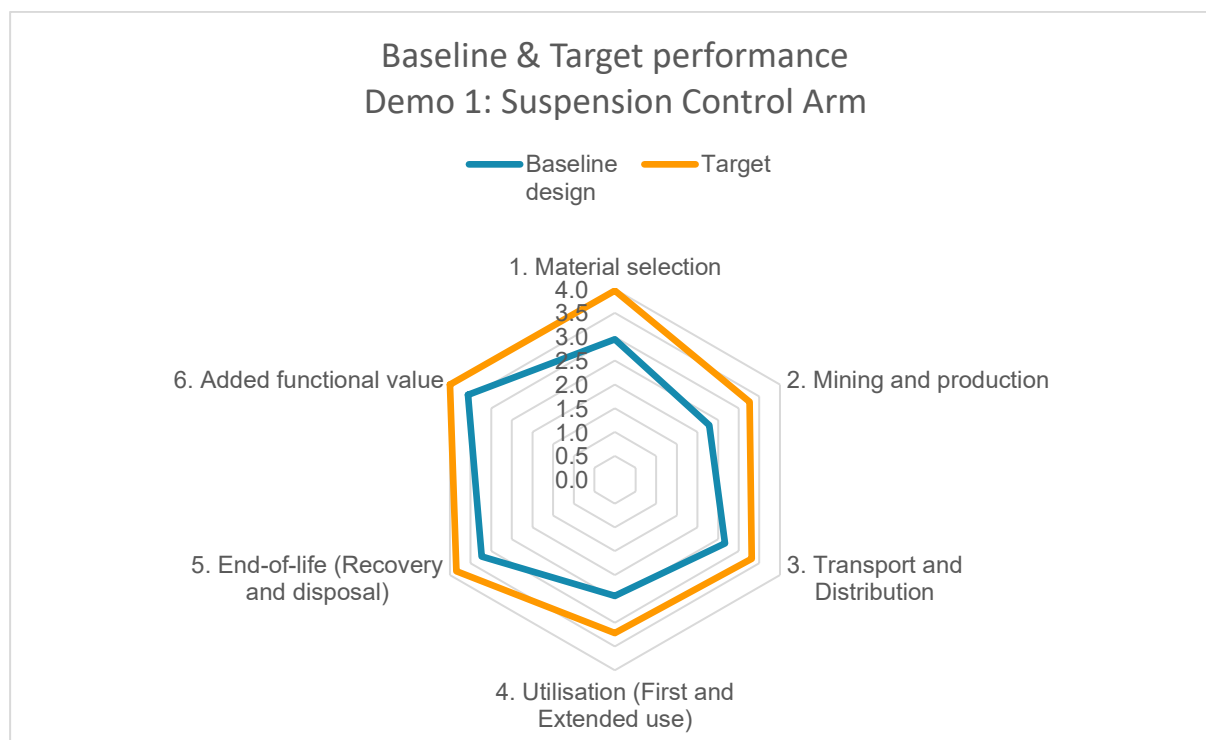 Baseline & Target performance
Demo 1: Suspension Control Arm
Baseline
design
Target
1. Material selection
4.0
3.5
3.0
2.5
2.0
1.5
1.0
0.5
0.0
6. Added functional value
2. Mining and production
5. End-of-life (Recovery
and disposal)
3. Transport and
Distribution
4. Utilisation (First and
Extended use)